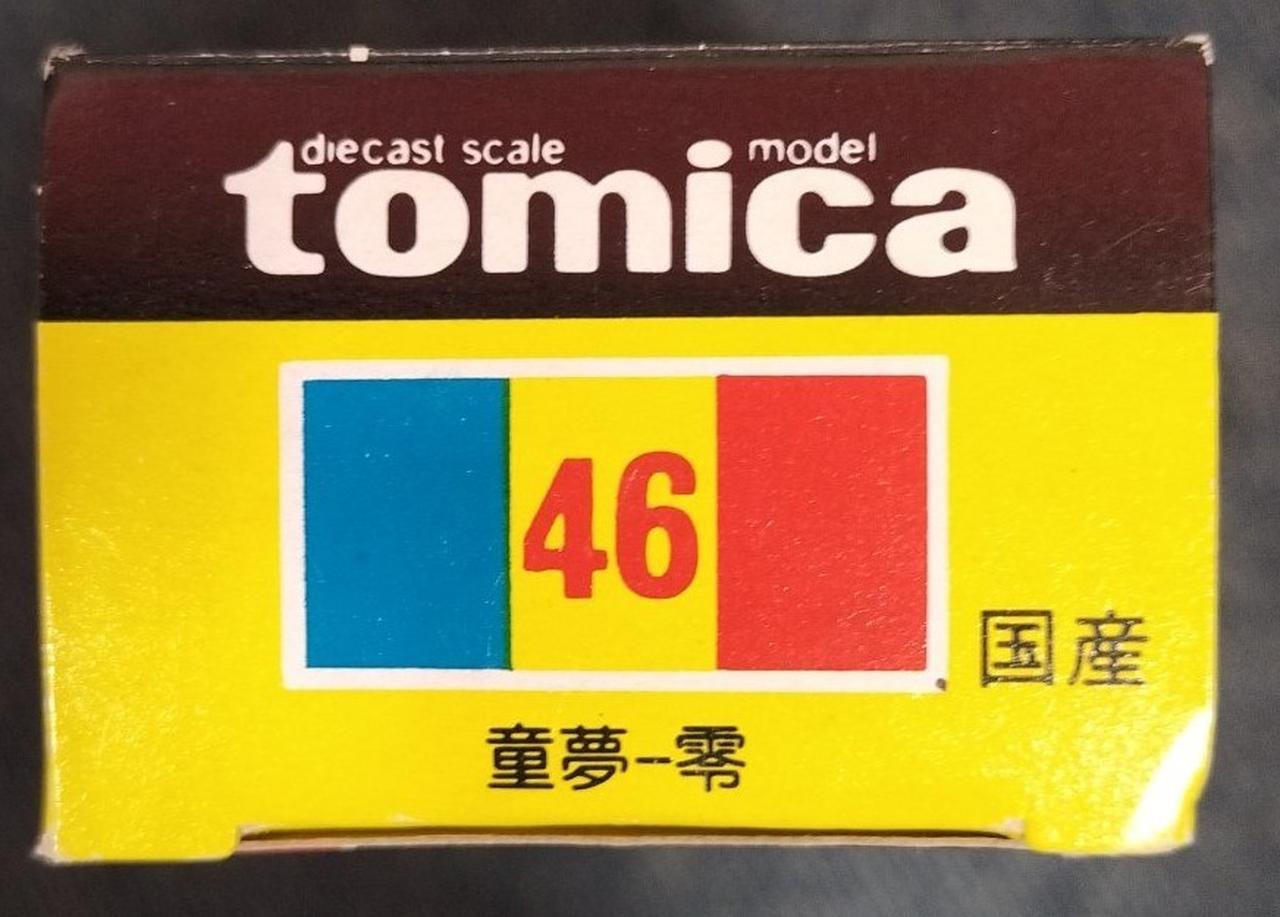 diecast scale model
tomica
46
国産
童夢-零